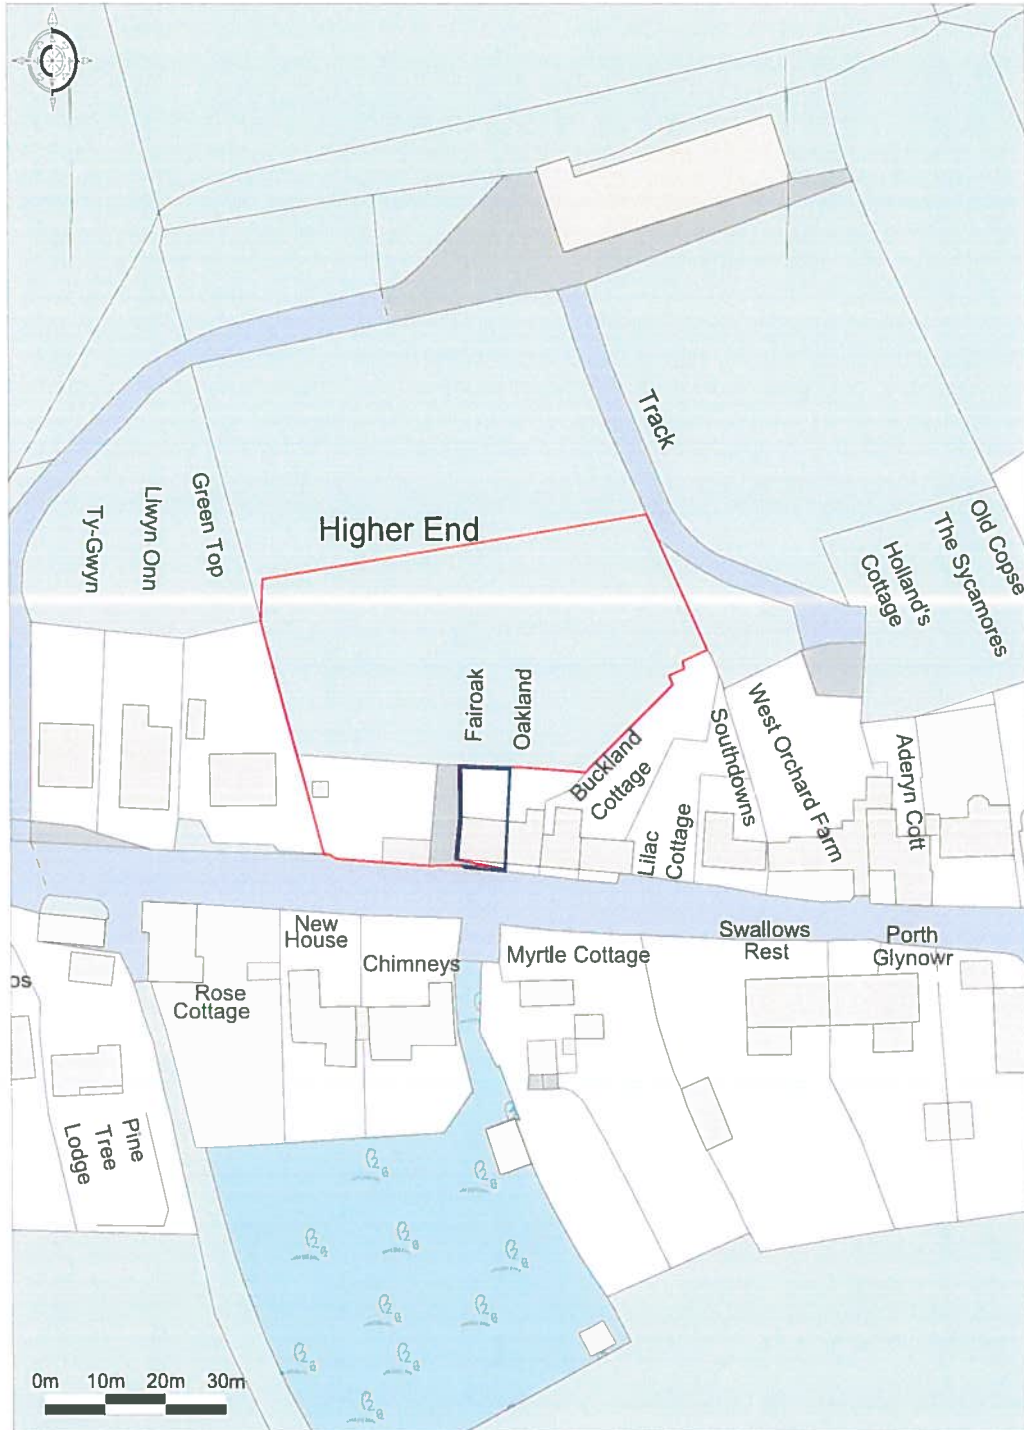 Track
Higher End
Ty-Gwyn
Llwyn Onn
Green Top
Old Copse
The Sycamores
Holland's
Cottage
Fairoak
Oakland
Buckland
Cottage
Southdowns
West Orchard Farm
Aderyn Cott
Lilac
Cottage
New
House
Chimneys
Myrtle Cottage
Swallows
Rest
Porth
Glynowr
Rose
Cottage
os
Pine
Tree
Lodge
0m 10m 20m 30m